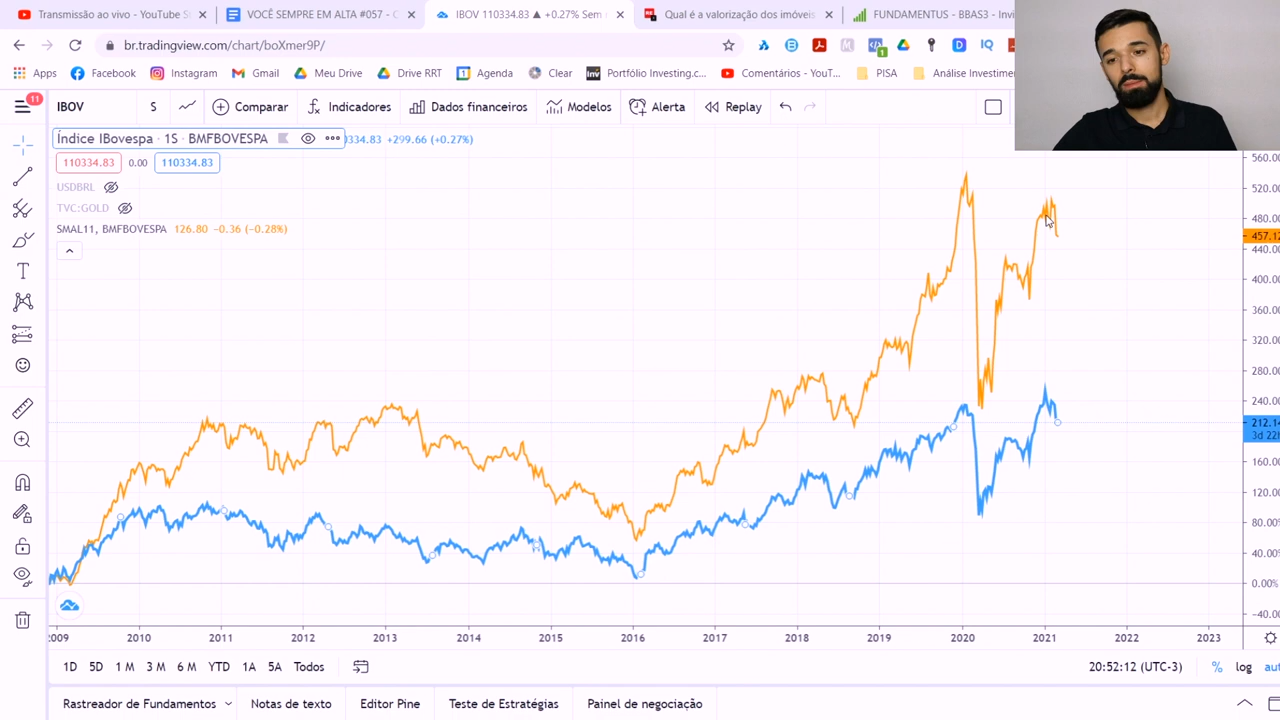 Transmissão ao vivo - YouTube S
VOCÊ SEMPRE EM ALTA #057 - 
IBOV 110334.83 ▲ +0.27% Sem 
Qual é a valorização dos imóveis
FUNDAMENTUS - BBAS3 - Inv
br.tradingview.com/chart/boXmer9P/
Apps
Facebook
Instagram
Gmail
Meu Drive
Drive RRT
Agenda
Clear
Portfólio Investing.c...
Comentários - YouT...
PISA
Análise Investimen
11
IBOV
S
Comparar
Indicadores
Dados financeiros
Modelos
Alerta
Replay
Índice IBovespa · 1S · BMFBOVESPA
0334.83 +299.66 (+0.27%)
110334.83
0.00
110334.83
USDBRL
TVC:GOLD
SMAL11, BMFBOVESPA 126.80 −0.36 (−0.28%)
560.00
520.00
480.00
457.12
440.00
400.00
360.00
320.00
280.00
240.00
212.14
3d 22h
160.00
120.00
80.00%
40.00%
0.00%
-40.00
2009
2010
2011
2012
2013
2014
2015
2016
2017
2018
2019
2020
2021
2022
2023
1D
5D
1 M
3 M
6 M
YTD
1A
5A
Todos
20:52:12 (UTC-3)
%
log
aut
Rastreador de Fundamentos
Notas de texto
Editor Pine
Teste de Estratégias
Painel de negociação